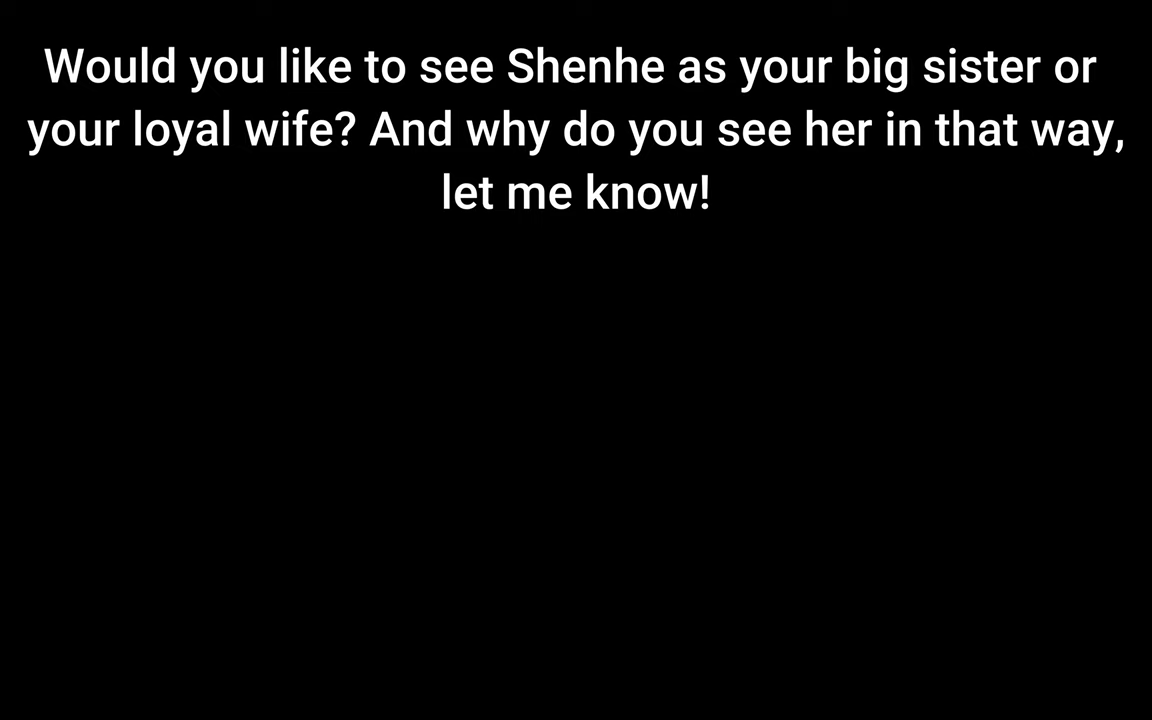 Would you like to see Shenhe as your big sister or
your loyal wife? And why do you see her in that way,
let me know!